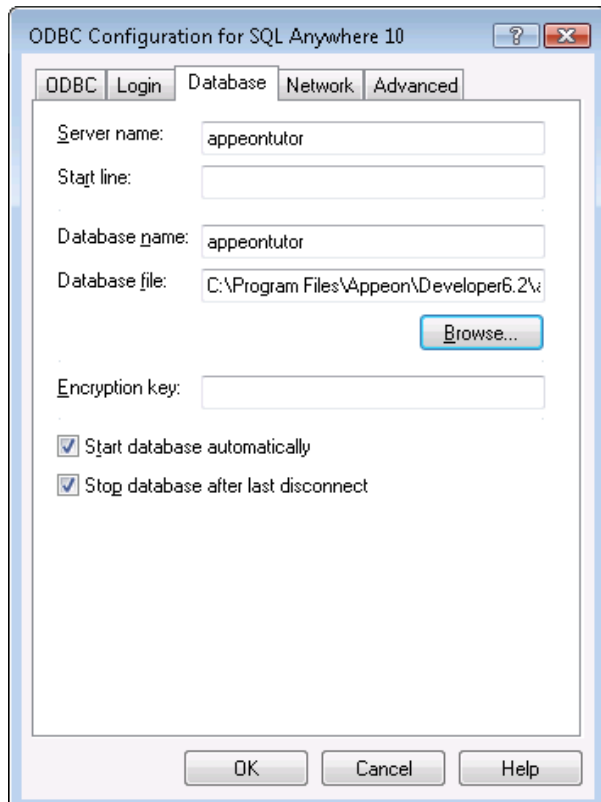 ODBC Configuration for SQL Anywhere 10
ODBC Login Database Network Advanced
Server name: appeontutor
Start line:
Database name: appeontutor
Database file: C:\Program Files\Appeon\Developer6.2\a
Browse...
Encryption key:
Start database automatically
Stop database after last disconnect
OK Cancel Help